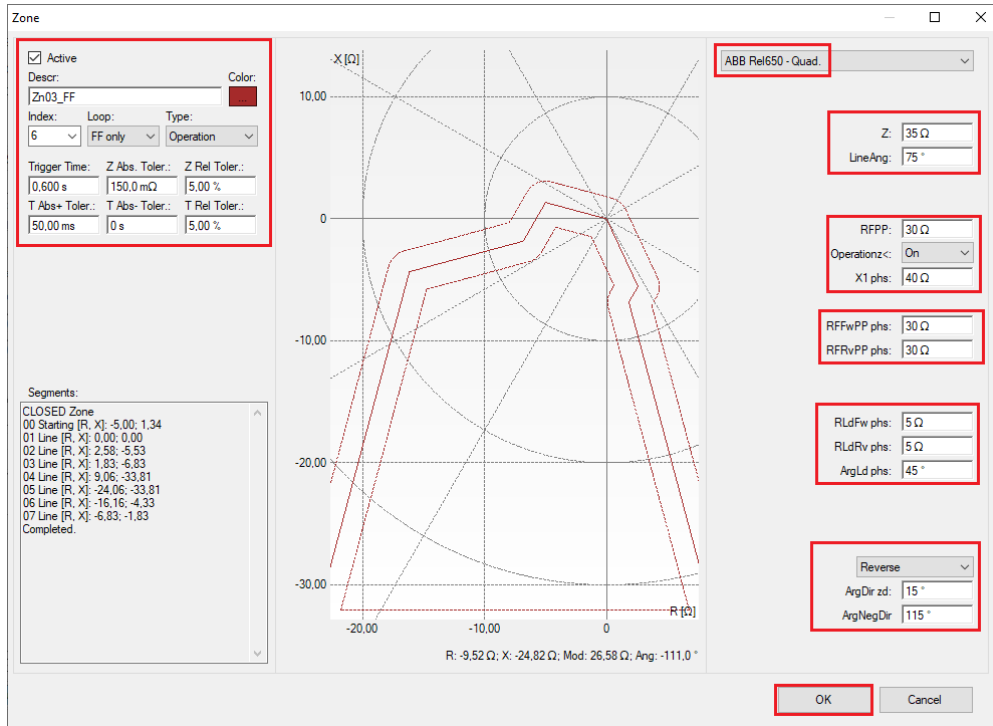 Zone
Active
Descr: Color:
Zn03_FF ...
Index: Loop: Type:
6 FF only Operation
Trigger Time: Z Abs. Toler.: Z Rel Toler.:
0,600 s 150,0 mΩ 5,00 %
T Abs+ Toler.: T Abs- Toler.: T Rel Toler.:
50,00 ms 0 s 5,00 %
Segments:
CLOSED Zone
00 Starting [R, X]: -5,00; 1,34
01 Line [R, X]: 0,00; 0,00
02 Line [R, X]: 2,58; -5,53
03 Line [R, X]: 1,83; -6,83
04 Line [R, X]: 9,06; -33,81
05 Line [R, X]: -24,06; -33,81
06 Line [R, X]: -16,16; -4,33
07 Line [R, X]: -6,83; -1,83
Completed.
X [Ω]
10,00
0
-10,00
-20,00
-30,00
R [Ω]
-20,00 -10,00 0
R: -9,52 Ω; X: -24,82 Ω; Mod: 26,58 Ω; Ang: -111,0 °
ABB Rel650 - Quad.
Z: 35 Ω
LineAng: 75 °
RFPP: 30 Ω
Operationz<: On
X1 phs: 40 Ω
RFFwPP phs: 30 Ω
RFRvPP phs: 30 Ω
RLdFw phs: 5 Ω
RLdRv phs: 5 Ω
ArgLd phs: 45 °
Reverse
ArgDir zd: 15 °
ArgNegDir 115 °
OK Cancel